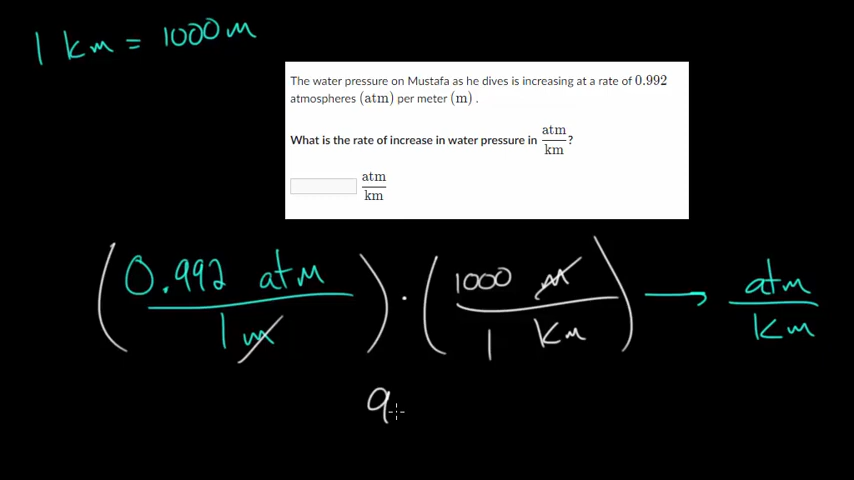 1 km = 1000 m
The water pressure on Mustafa as he dives is increasing at a rate of 0.992
atmospheres (atm) per meter (m) .
What is the rate of increase in water pressure in atm/km?
atm/km
(0.992 atm / 1 m) · (1000 m / 1 km) → atm/km
9